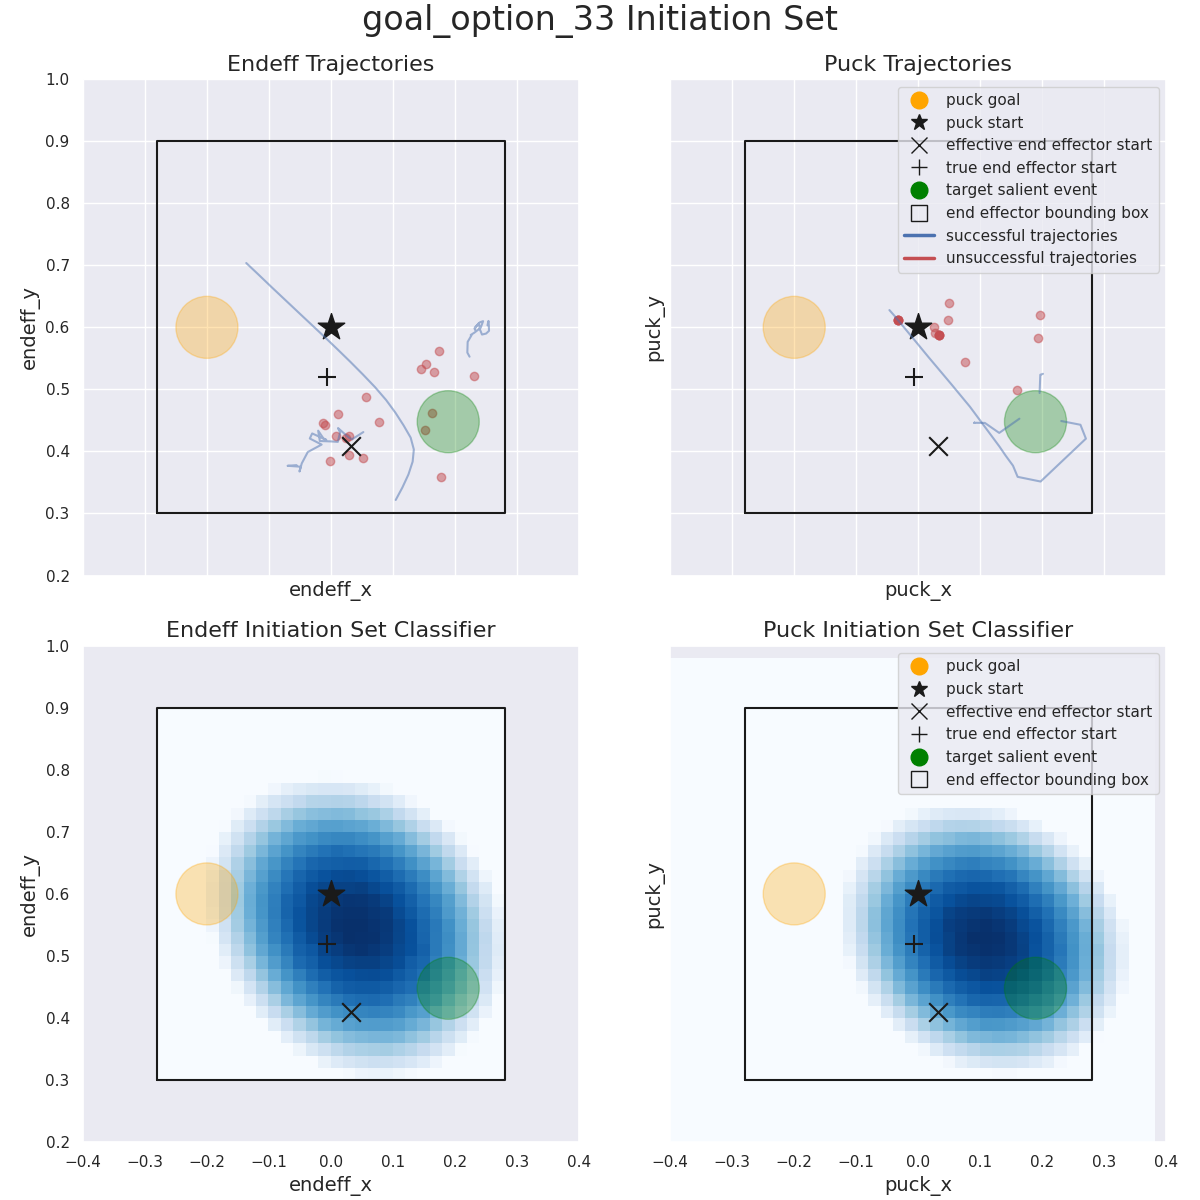 goal_option_33 Initiation Set
Endeff Trajectories
Puck Trajectories
1.0
0.9
0.8
0.7
0.6
0.5
0.4
0.3
0.2
endeff_y
endeff_x
puck_y
puck_x
puck goal
puck start
effective end effector start
true end effector start
target salient event
end effector bounding box
successful trajectories
unsuccessful trajectories
Endeff Initiation Set Classifier
Puck Initiation Set Classifier
1.0
0.9
0.8
0.7
0.6
0.5
0.4
0.3
0.2
endeff_y
−0.4 −0.3 −0.2 −0.1 0.0 0.1 0.2 0.3 0.4
endeff_x
puck_y
puck goal
puck start
effective end effector start
true end effector start
target salient event
end effector bounding box
−0.4 −0.3 −0.2 −0.1 0.0 0.1 0.2 0.3 0.4
puck_x